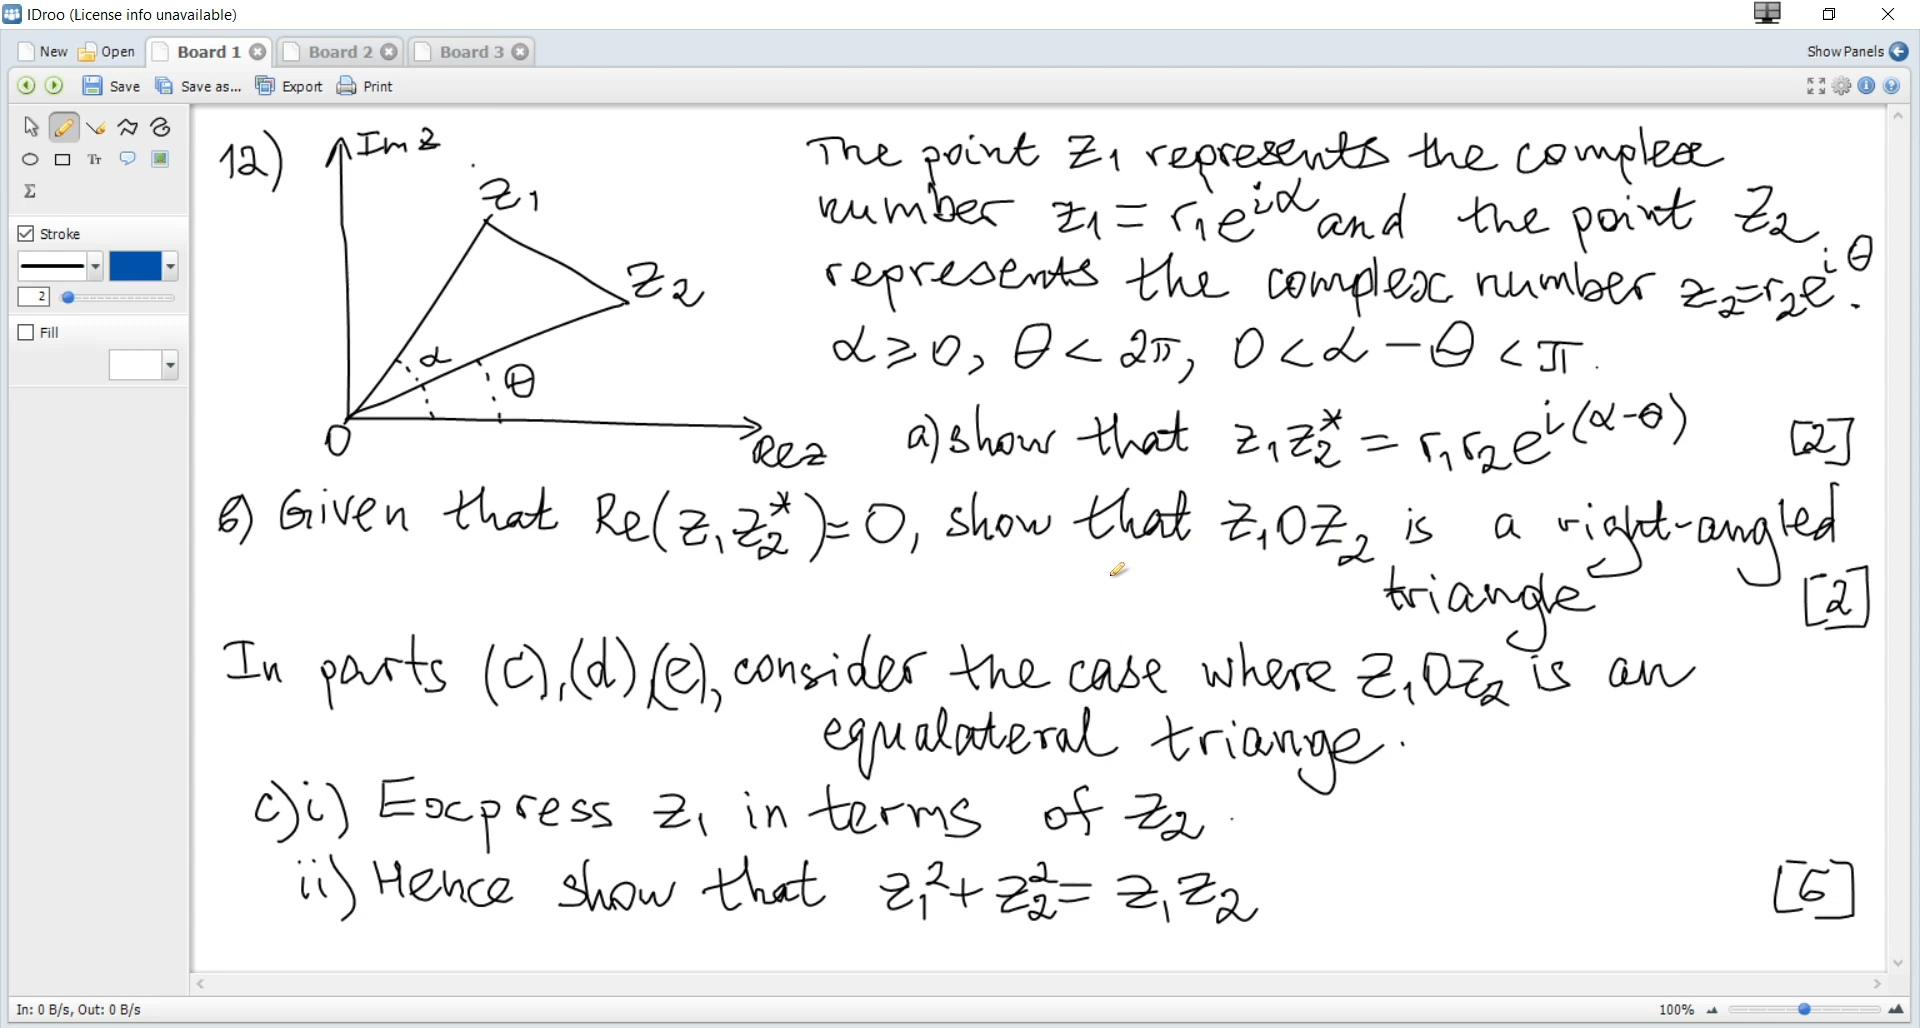 IDroo (License info unavailable)
New Open Board 1 Board 2 Board 3 Show Panels
Save Save as... Export Print
Tr
Σ
Stroke
2
Fill
12) Im z
z₁
z₂
α
θ
O
Re z
The point z₁ represents the complex
number z₁ = r₁e^{iα} and the point z₂
represents the complex number z₂=r₂e^{iθ}.
α ≥ 0, θ < 2π, 0 < α - θ < π.
a) show that z₁z₂* = r₁r₂e^{i(α-θ)} [2]
b) Given that Re(z₁z₂*)= 0, show that z₁Oz₂ is a right-angled
triangle [2]
In parts (c),(d),(e), consider the case where z₁Oz₂ is an
equalateral triange.
c)i) Express z₁ in terms of z₂.
ii) Hence show that z₁²+ z₂²= z₁z₂ [6]
In: 0 B/s, Out: 0 B/s 100%